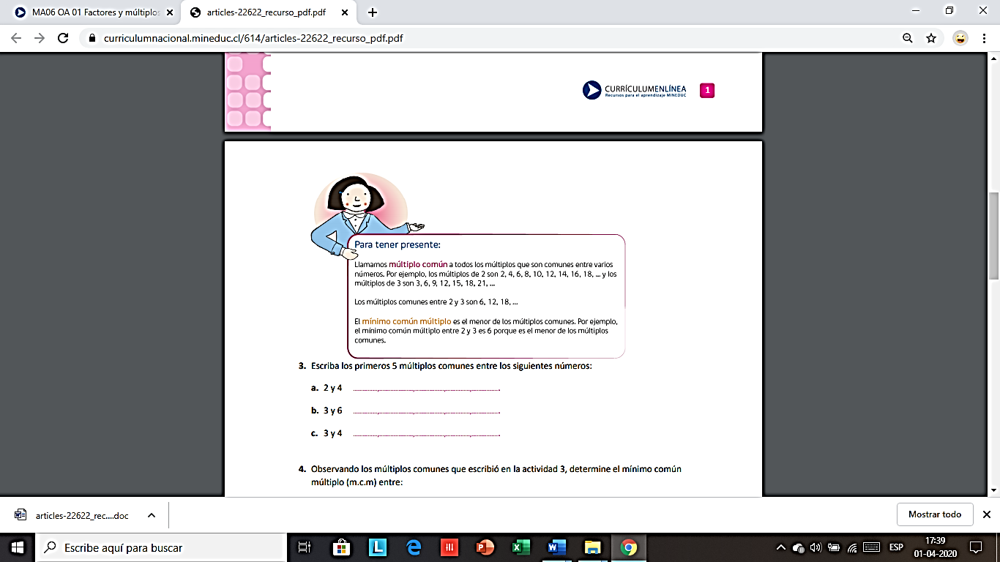 MA06 OA 01 Factores y múltiplos
articles-22622_recurso_pdf.pdf
curriculumnacional.mineduc.cl/614/articles-22622_recurso_pdf.pdf
CURRÍCULUMENLÍNEA
Recursos para el aprendizaje MINEDUC
1
Para tener presente:
Llamamos múltiplo común a todos los múltiplos que son comunes entre varios
números. Por ejemplo, los múltiplos de 2 son 2, 4, 6, 8, 10, 12, 14, 16, 18, ... y los
múltiplos de 3 son 3, 6, 9, 12, 15, 18, 21, ...
Los múltiplos comunes entre 2 y 3 son 6, 12, 18, ...
El mínimo común múltiplo es el menor de los múltiplos comunes. Por ejemplo,
el mínimo común múltiplo entre 2 y 3 es 6 porque es el menor de los múltiplos
comunes.
3. Escriba los primeros 5 múltiplos comunes entre los siguientes números:
a. 2 y 4 ............,..................,...............,............,.............
b. 3 y 6 ............,..................,...............,............,.............
c. 3 y 4 ............,..................,...............,............,.............
4. Observando los múltiplos comunes que escribió en la actividad 3, determine el mínimo común
múltiplo (m.c.m) entre:
articles-22622_rec....doc
Mostrar todo
Escribe aquí para buscar
ESP
17:39
01-04-2020